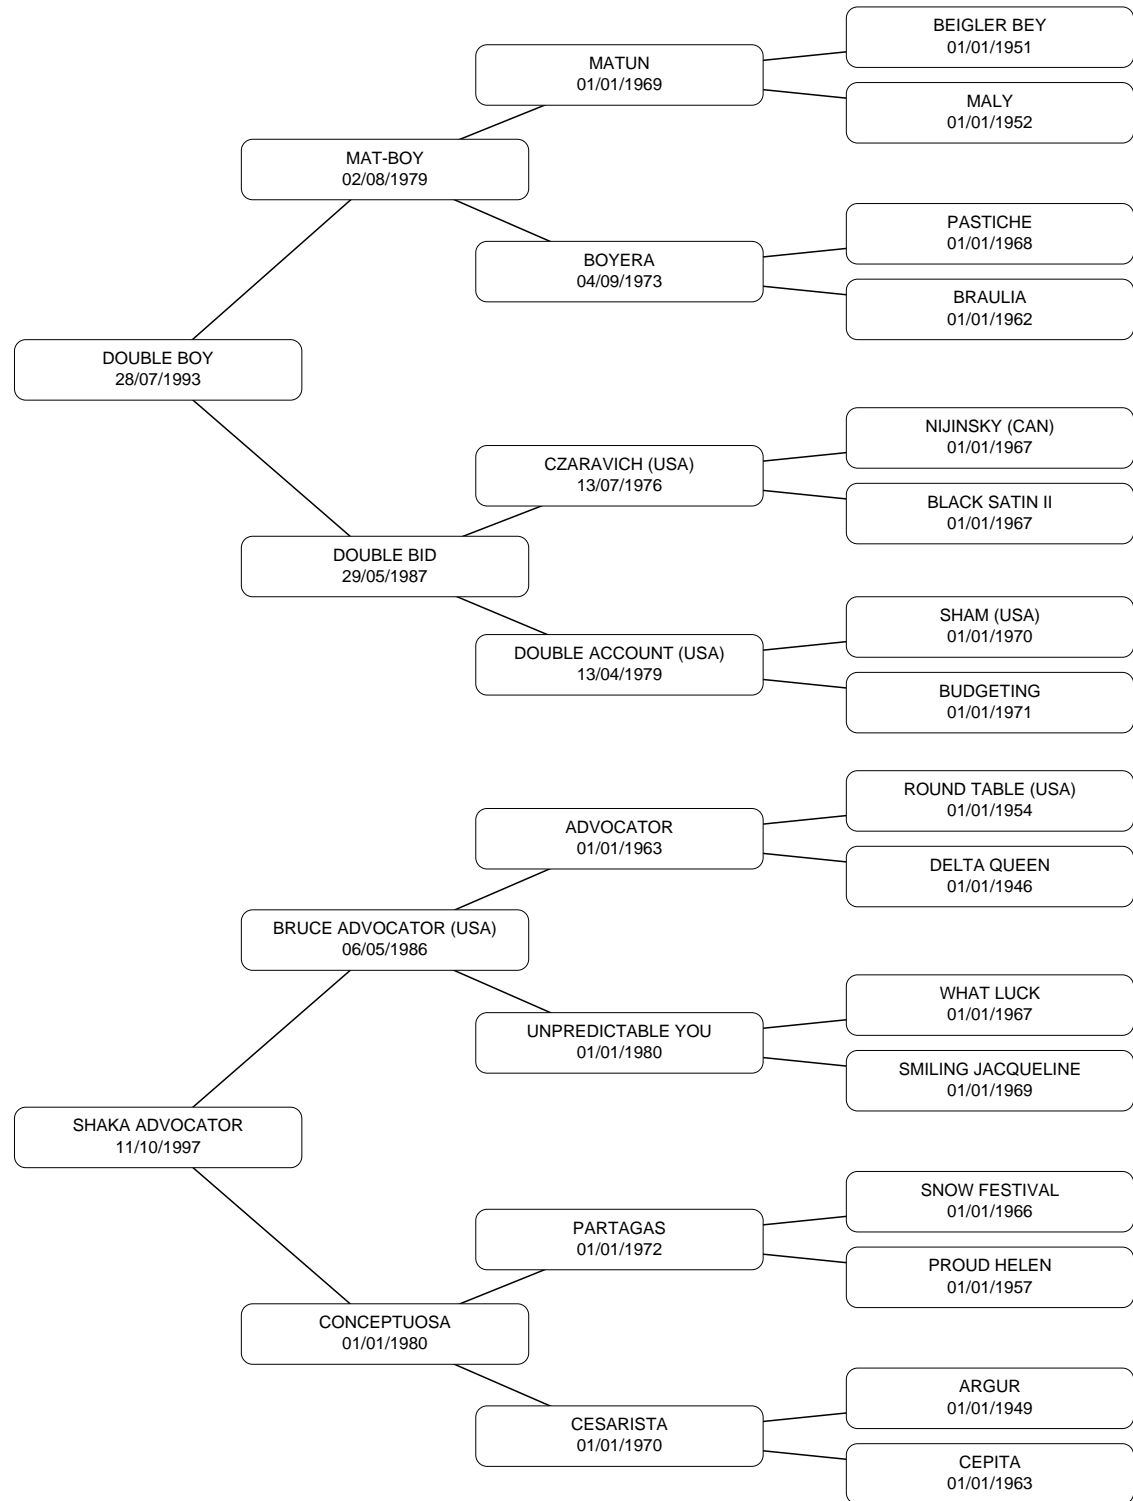 BEIGLER BEY
01/01/1951
MATUN
01/01/1969
MALY
01/01/1952
MAT-BOY
02/08/1979
PASTICHE
01/01/1968
BOYERA
04/09/1973
BRAULIA
01/01/1962
DOUBLE BOY
28/07/1993
NIJINSKY (CAN)
01/01/1967
CZARAVICH (USA)
13/07/1976
BLACK SATIN II
01/01/1967
DOUBLE BID
29/05/1987
SHAM (USA)
01/01/1970
DOUBLE ACCOUNT (USA)
13/04/1979
BUDGETING
01/01/1971
ROUND TABLE (USA)
01/01/1954
ADVOCATOR
01/01/1963
DELTA QUEEN
01/01/1946
BRUCE ADVOCATOR (USA)
06/05/1986
WHAT LUCK
01/01/1967
UNPREDICTABLE YOU
01/01/1980
SMILING JACQUELINE
01/01/1969
SHAKA ADVOCATOR
11/10/1997
SNOW FESTIVAL
01/01/1966
PARTAGAS
01/01/1972
PROUD HELEN
01/01/1957
CONCEPTUOSA
01/01/1980
ARGUR
01/01/1949
CESARISTA
01/01/1970
CEPITA
01/01/1963